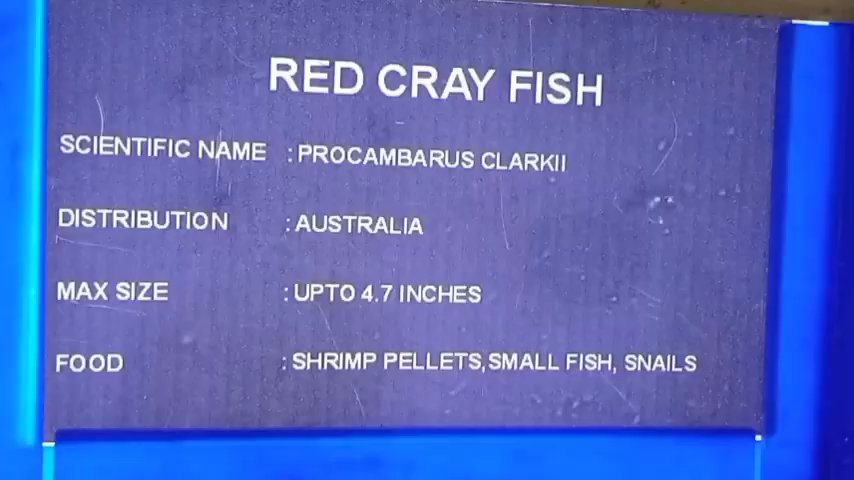 RED CRAY FISH
SCIENTIFIC NAME : PROCAMBARUS CLARKII
DISTRIBUTION : AUSTRALIA
MAX SIZE : UPTO 4.7 INCHES
FOOD : SHRIMP PELLETS,SMALL FISH, SNAILS